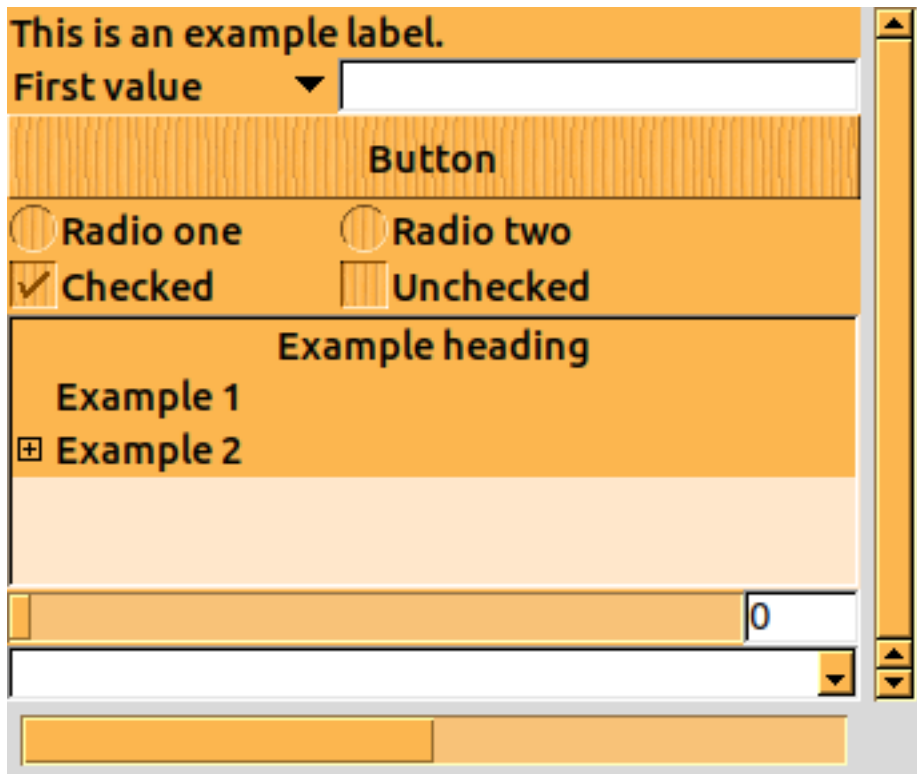 This is an example label.
First value
Button
Radio one Radio two
Checked Unchecked
Example heading
Example 1
Example 2
0